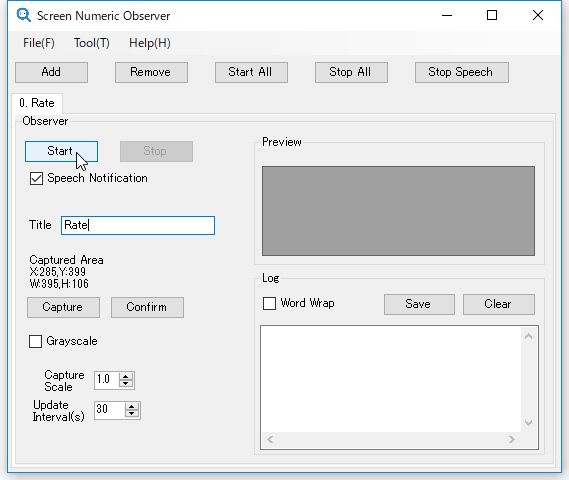 Screen Numeric Observer
File(F) Tool(T) Help(H)
Add Remove Start All Stop All Stop Speech
0. Rate
Observer
Start Stop
Speech Notification
Title Rate
Captured Area
X:285,Y:399
W:395,H:106
Capture Confirm
Grayscale
Capture Scale 1.0
Update Interval(s) 30
Preview
Log
Word Wrap Save Clear